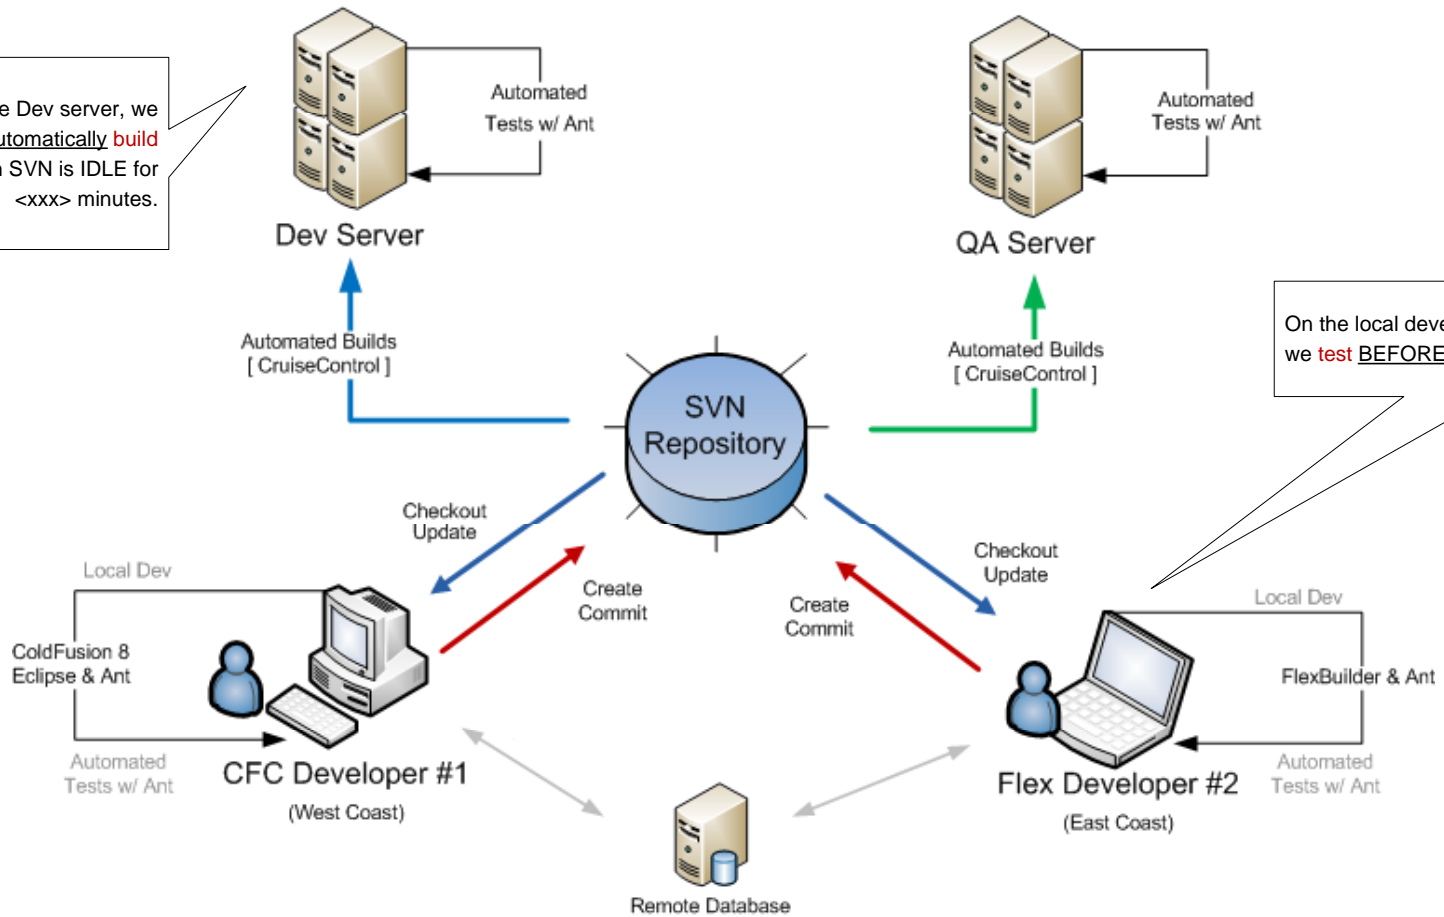 Automated
Tests w/ Ant
Automated
Tests w/ Ant
e Dev server, we
utomatically build
SVN is IDLE for
<xxx> minutes.
Dev Server
QA Server
Automated Builds
[ CruiseControl ]
Automated Builds
[ CruiseControl ]
On the local deve
we test BEFORE
SVN
Repository
Checkout
Update
Create
Commit
Checkout
Update
Create
Commit
Local Dev
ColdFusion 8
Eclipse & Ant
Automated
Tests w/ Ant
CFC Developer #1
(West Coast)
Local Dev
FlexBuilder & Ant
Automated
Tests w/ Ant
Flex Developer #2
(East Coast)
Remote Database